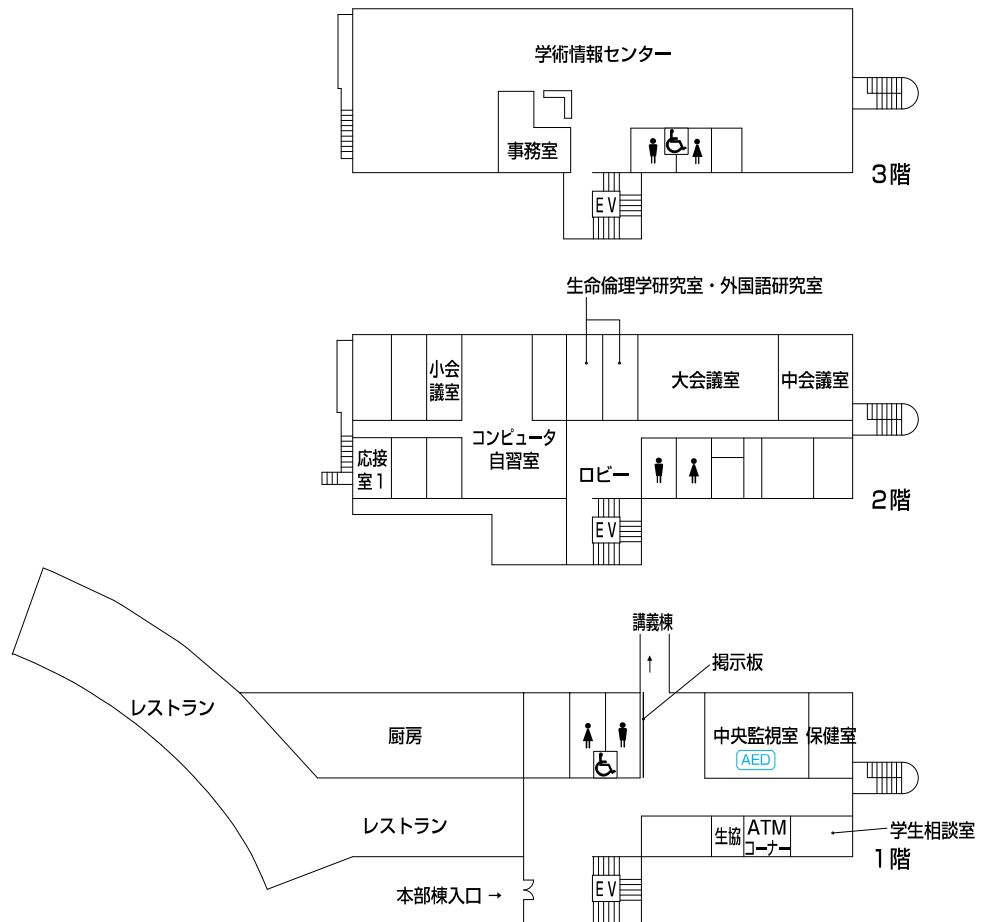 学術情報センター
事務室
3階
EV
生命倫理学研究室・外国語研究室
小会
議室
大会議室
中会議室
コンピュータ
自習室
応接
室1
ロビー
2階
EV
講義棟
↑
掲示板
レストラン
厨房
中央監視室
保健室
AED
レストラン
生協
ATM
コーナー
学生相談室
1階
本部棟入口 →
EV